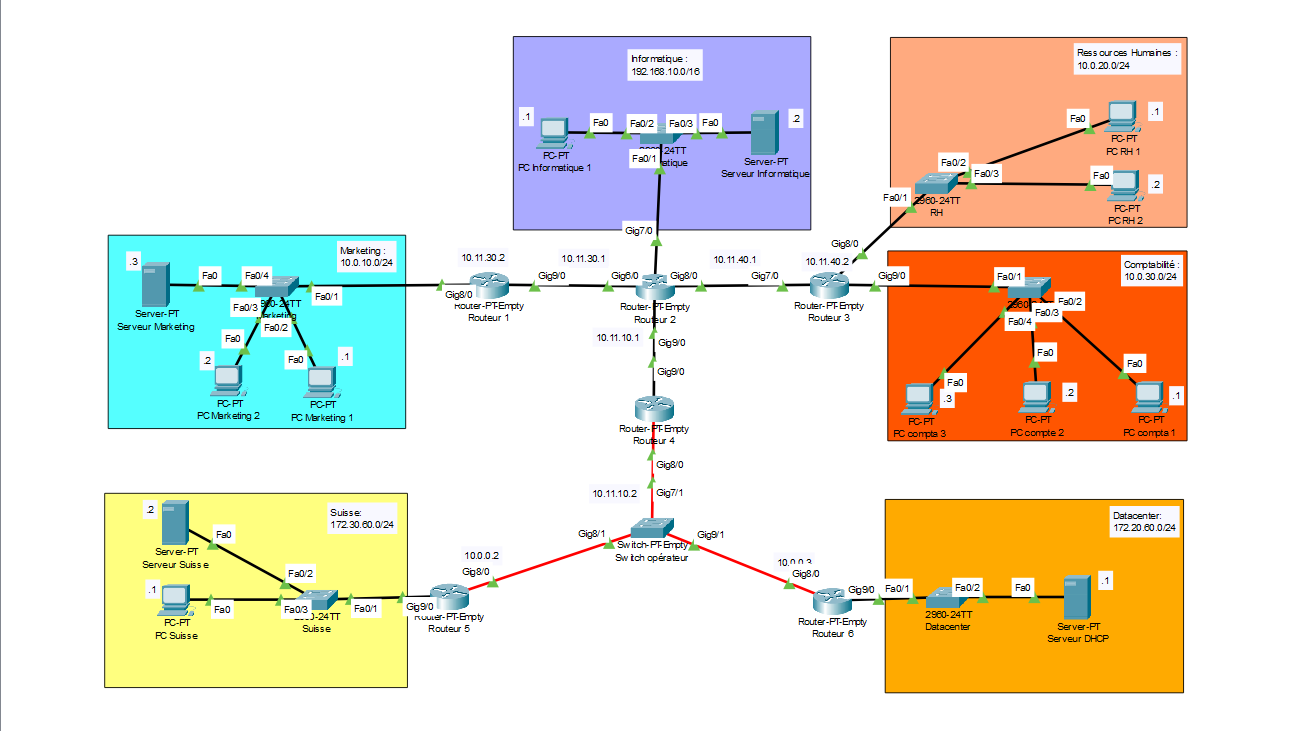 Informatique :
192.168.10.0/16
.1
Fa0
Fa0/2
Fa0/3
Fa0
.2
PC-PT
PC Informatique 1
-24TT
Fa0/1
Server-PT
Serveur Informatique
Gig7/0
Ressources Humaines :
10.0.20.0/24
Fa0
.1
PC-PT
PC RH 1
Fa0/2
Fa0/3
Fa0
.2
Fa0/1
2960-24TT
RH
PC-PT
PC RH 2
Marketing :
10.0.10.0/24
.3
Fa0
Fa0/4
Fa0/1
Fa0/3
Fa0/2
Server-PT
Serveur Marketing
Fa0
.2
Fa0
.1
PC-PT
PC Marketing 2
PC-PT
PC Marketing 1
10.11.30.2
Gig8/0
Gig9/0
Router-PT-Empty
Routeur 1
10.11.30.1
Gig6/0
Gig8/0
Router-PT-Empty
Routeur 2
10.11.40.1
Gig7/0
10.11.40.2
Gig8/0
Gig9/0
Router-PT-Empty
Routeur 3
Comptabilité :
10.0.30.0/24
Fa0/1
Fa0/2
Fa0/3
Fa0/4
Fa0
.3
Fa0
.2
Fa0
.1
PC-PT
PC compta 3
PC-PT
PC compte 2
PC-PT
PC compta 1
10.11.10.1
Gig9/0
Gig9/0
Router-PT-Empty
Routeur 4
Gig8/0
10.11.10.2
Gig7/1
Gig8/1
Gig9/1
Switch-PT-Empty
Switch opérateur
Suisse:
172.30.60.0/24
.2
Fa0
Server-PT
Serveur Suisse
Fa0/2
.1
Fa0
Fa0/3
Fa0/1
PC-PT
PC Suisse
-24TT
Suisse
10.0.0.2
Gig8/0
Gig9/0
Router-PT-Empty
Routeur 5
10.0.0.3
Gig8/0
Gig9/0
Router-PT-Empty
Routeur 6
Datacenter:
172.20.60.0/24
Fa0/1
Fa0/2
Fa0
.1
2960-24TT
Datacenter
Server-PT
Serveur DHCP